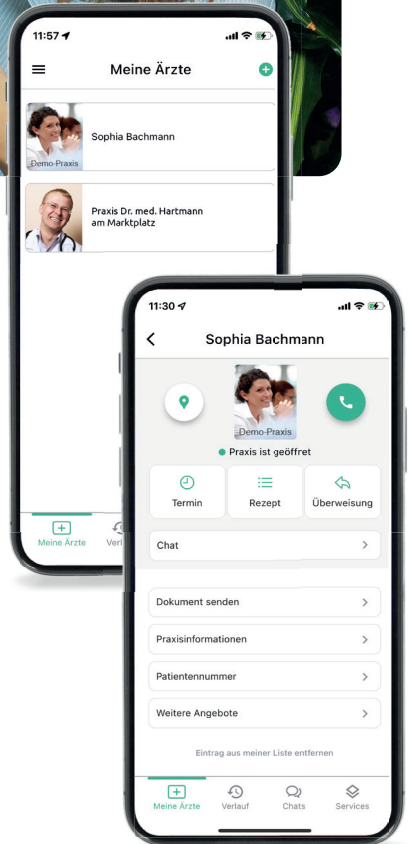 11:57
Meine Ärzte
Demo-Praxis
Sophia Bachmann
Praxis Dr. med. Hartmann
am Marktplatz
Meine Ärzte
11:30
Sophia Bachmann
Demo-Praxis
Praxis ist geöffret
Termin
Rezept
Überweisung
Chat
Dokument senden
Praxisinformationen
Patientennummer
Weitere Angebote
Eintrag aus meiner Liste entfernen
Meine Ärzte
Verlauf
Chats
Services